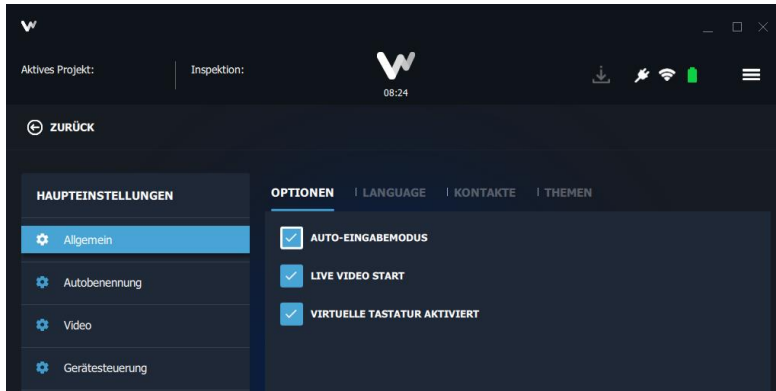 Aktives Projekt:
Inspektion:
08:24
ZURÜCK
HAUPTEINSTELLUNGEN
OPTIONEN
LANGUAGE
KONTAKTE
THEMEN
Allgemein
AUTO-EINGABEMODUS
Autobenennung
LIVE VIDEO START
VIRTUELLE TASTATUR AKTIVIERT
Video
Gerätesteuerung